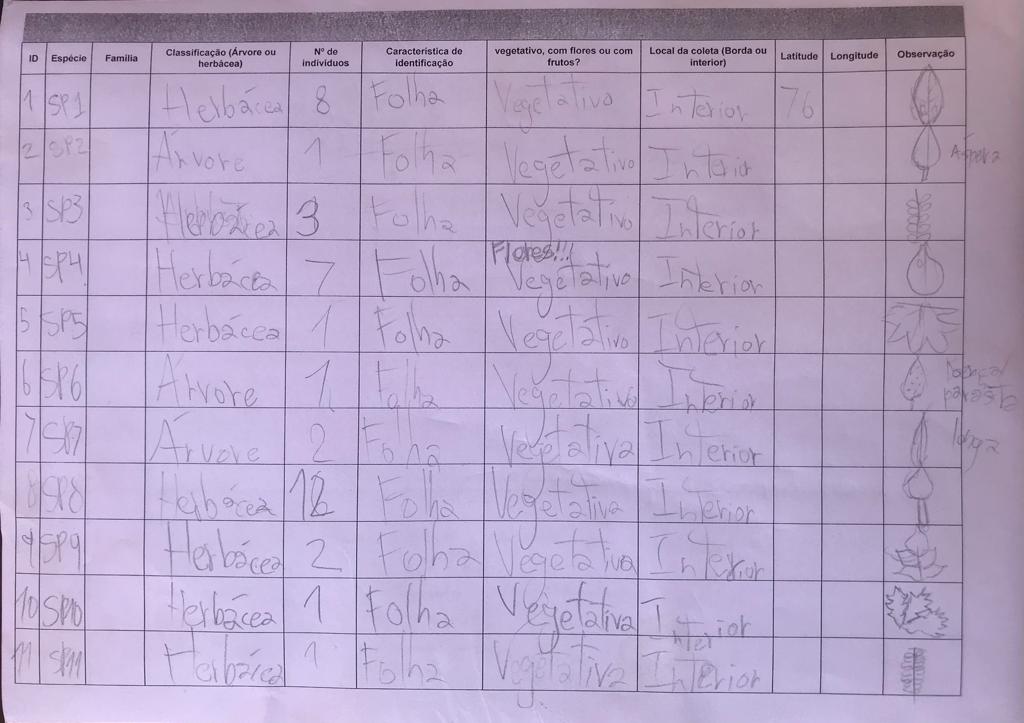 ID Espécie Familia Classificação (Árvore ou herbácea) Nº de individuos Caracteristica de identificação vegetativo, com flores ou com frutos? Local da coleta (Borda ou interior) Latitude Longitude Observação
1 SP1 Herbácea 8 Folha Vegetativo Interior 76
2 SP2 Árvore 1 Folha Vegetativo Interior Áspera
3 SP3 Herbácea 3 Folha Vegetativo Interior
Flores!!!
4 SP4 Herbácea 7 Folha Vegetativo Interior
5 SP5 Herbácea 1 Folha Vegetativo Interior
6 SP6 Árvore 1 Folha Vegetativo Interior
7 SP7 Árvore 2 Folha Vegetativa Interior
8 SP8 Herbácea 12 Folha Vegetativa Interior
9 SP9 Herbácea 2 Folha Vegetativa Interior
10 SP10 Herbácea 1 Folha Vegetativa Interior
11 SP11 Herbácea 1 Folha Vegetativa Interior